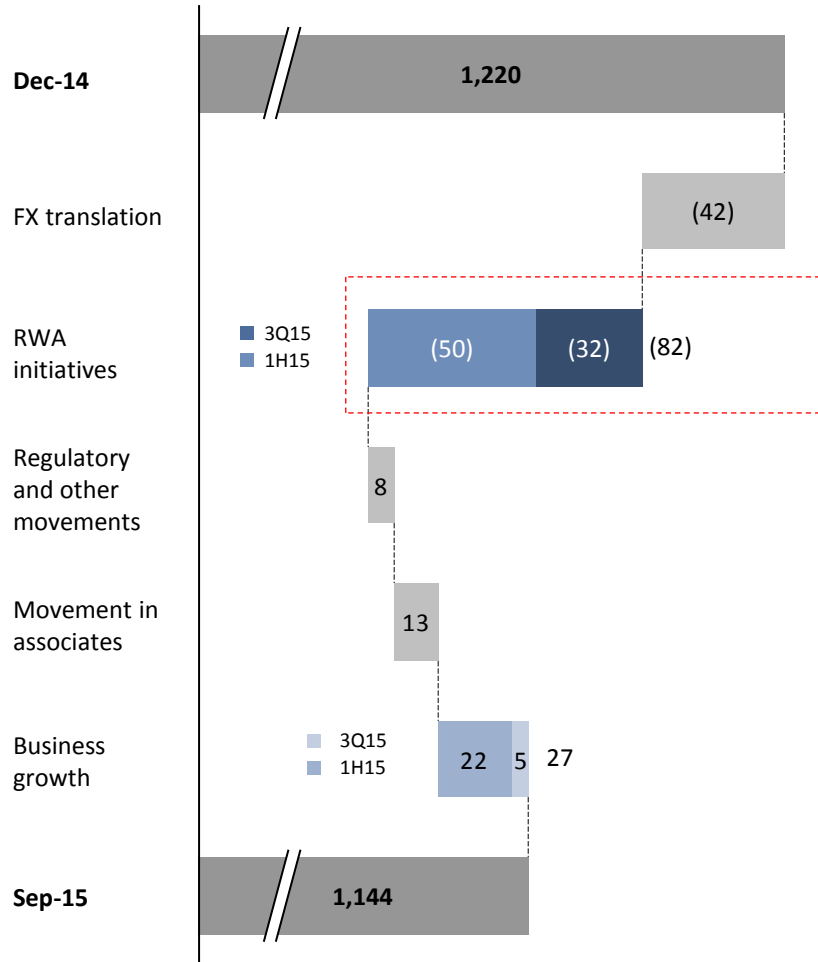 Dec-14
1,220
FX translation
(42)
RWA
initiatives
3Q15
1H15
(50)
(32)
(82)
Regulatory
and other
movements
8
Movement in
associates
13
Business
growth
3Q15
1H15
22
5
27
Sep-15
1,144